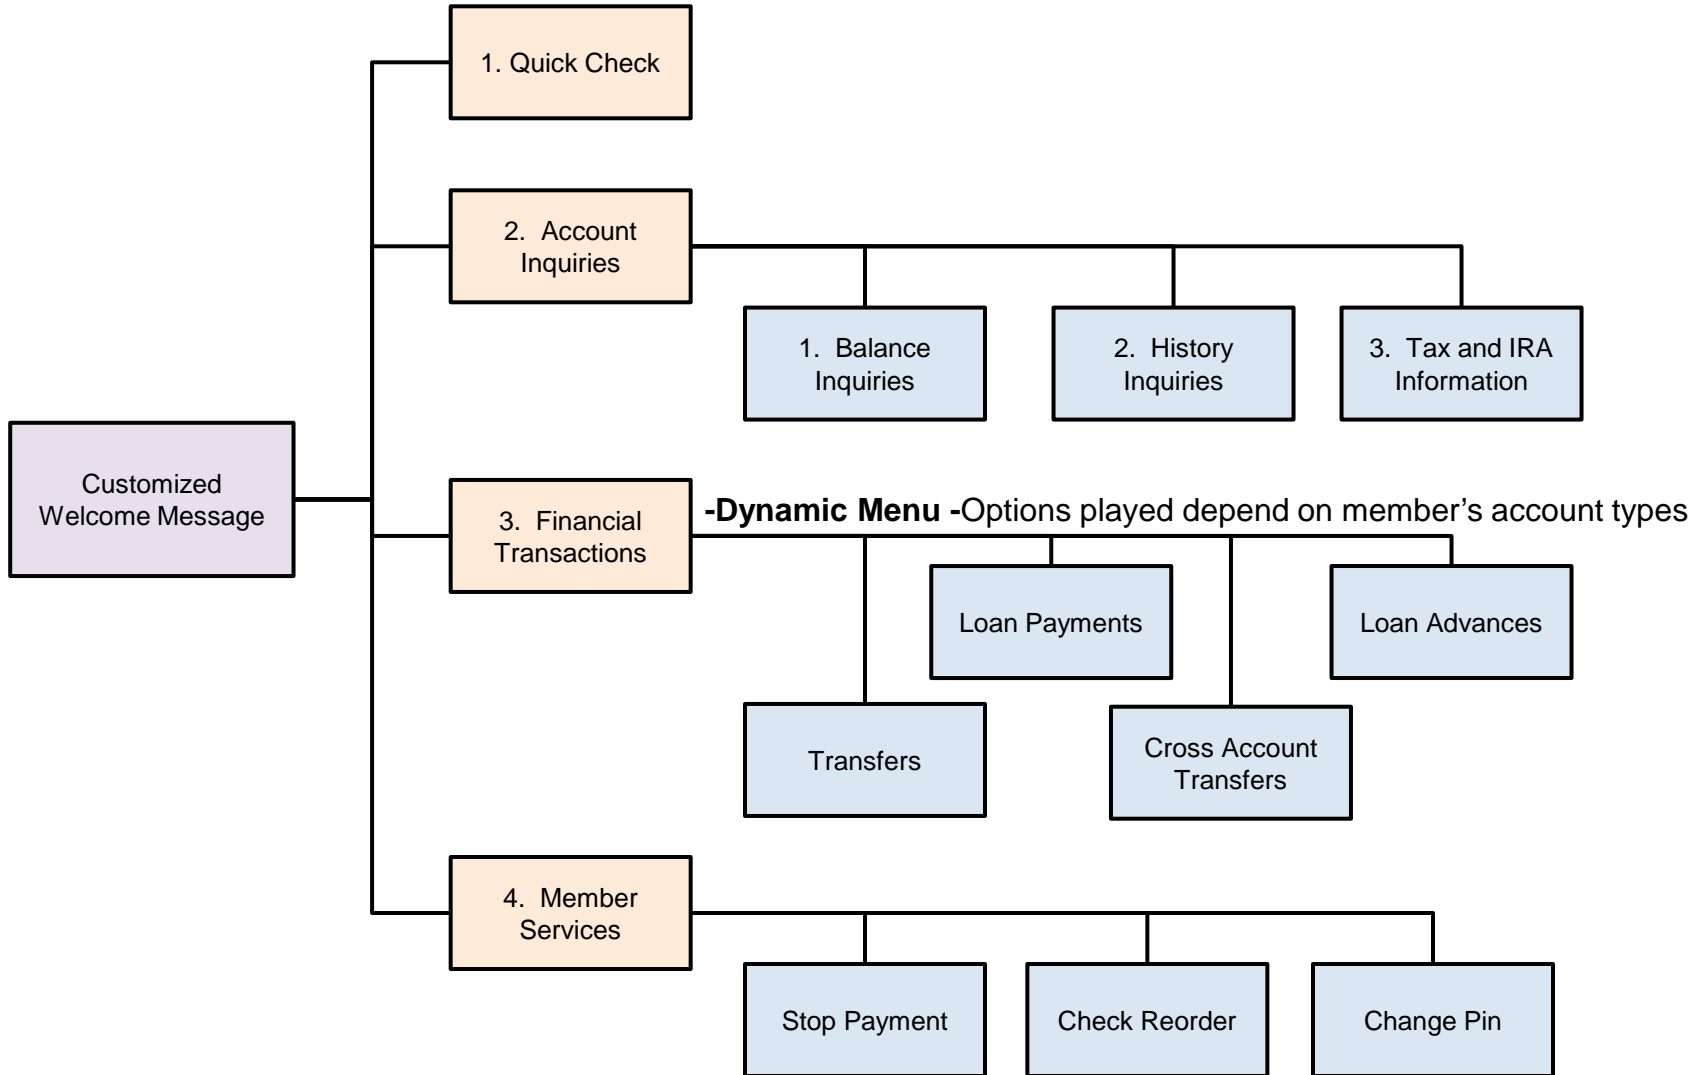 1. Quick Check
2. Account
Inquiries
1. Balance
Inquiries
2. History
Inquiries
3. Tax and IRA
Information
Customized
Welcome Message
3. Financial
Transactions
-Dynamic Menu -Options played depend on member’s account types
Loan Payments
Loan Advances
Transfers
Cross Account
Transfers
4. Member
Services
Stop Payment
Check Reorder
Change Pin